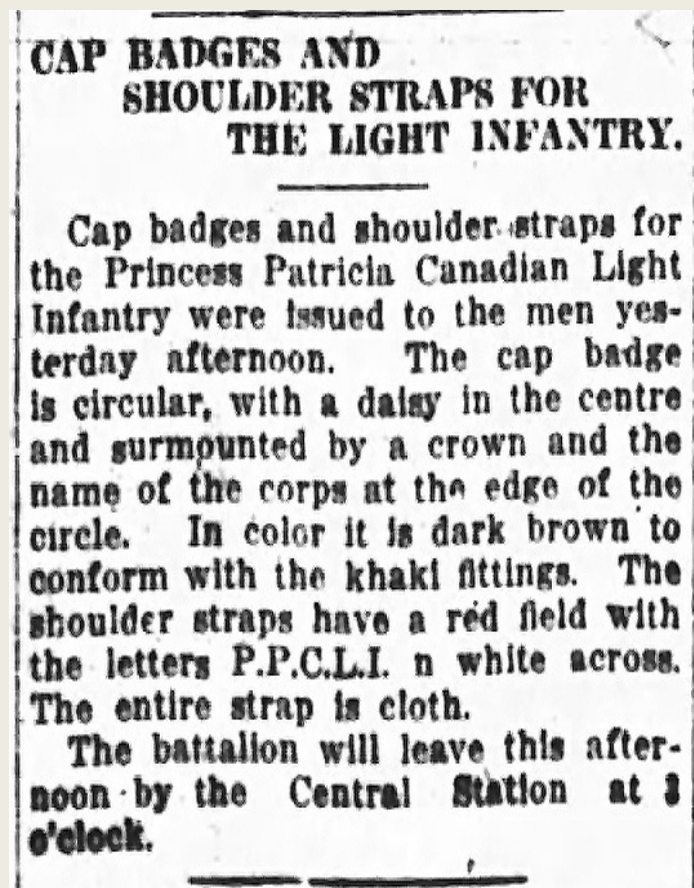 CAP BADGES AND
SHOULDER STRAPS FOR
THE LIGHT INFANTRY.
Cap badges and shoulder straps for
the Princess Patricia Canadian Light
Infantry were issued to the men yes-
terday afternoon. The cap badge
is circular, with a daisy in the centre
and surmounted by a crown and the
name of the corps at the edge of the
circle. In color it is dark brown to
conform with the khaki fittings. The
shoulder straps have a red field with
the letters P.P.C.L.I. n white across.
The entire strap is cloth.
The battalion will leave this after-
noon by the Central Station at
o'clock.